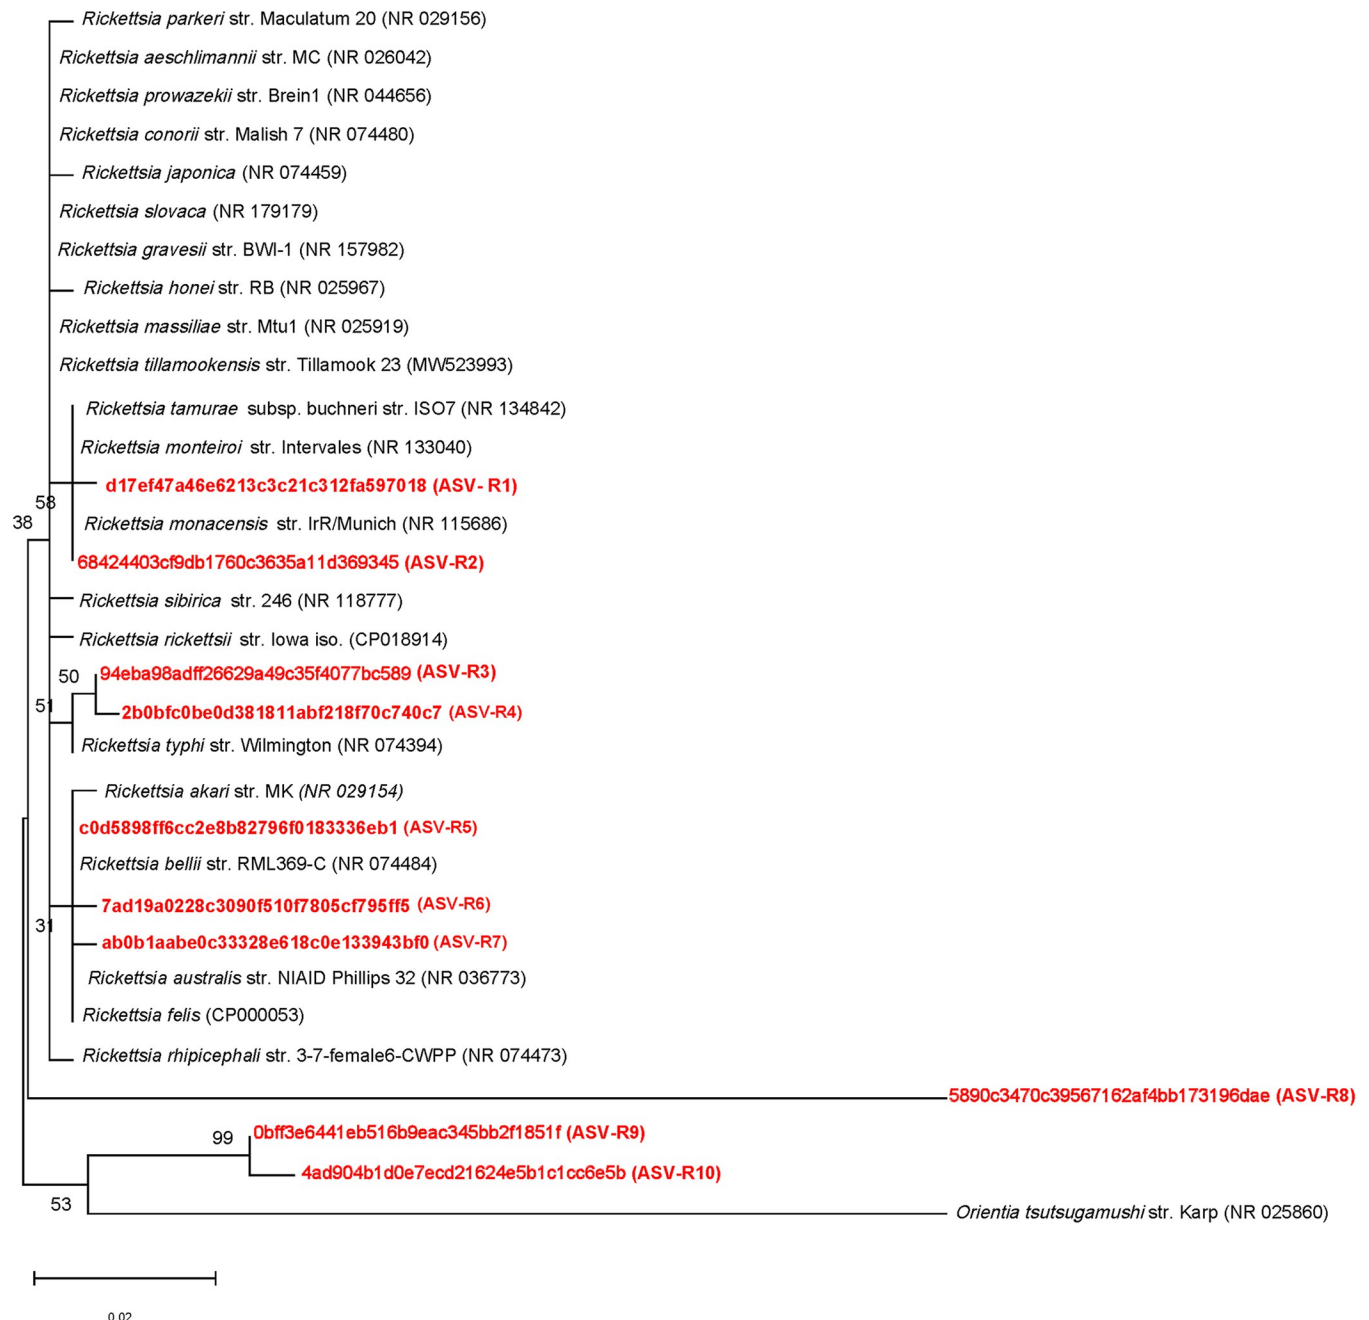 Rickettsia parkeri str. Maculatum 20 (NR 029156)
Rickettsia aeschlimannii str. MC (NR 026042)
Rickettsia prowazekii str. Brein1 (NR 044656)
Rickettsia conorii str. Malish 7 (NR 074480)
Rickettsia japonica (NR 074459)
Rickettsia slovaca (NR 179179)
Rickettsia gravesii str. BWI-1 (NR 157982)
Rickettsia honei str. RB (NR 025967)
Rickettsia massiliae str. Mtu1 (NR 025919)
Rickettsia tillamookensis str. Tillamook 23 (MW523993)
Rickettsia tamurae subsp. buchneri str. ISO7 (NR 134842)
Rickettsia monteiroi str. Intervales (NR 133040)
d17ef47a46e6213c3c21c312fa597018 (ASV- R1)
58
38
Rickettsia monacensis str. IrR/Munich (NR 115686)
68424403cf9db1760c3635a11d369345 (ASV-R2)
Rickettsia sibirica str. 246 (NR 118777)
Rickettsia rickettsii str. Iowa iso. (CP018914)
50
94eba98adff26629a49c35f4077bc589 (ASV-R3)
51
2b0bfc0be0d381811abf218f70c740c7 (ASV-R4)
Rickettsia typhi str. Wilmington (NR 074394)
Rickettsia akari str. MK (NR 029154)
c0d5898ff6cc2e8b82796f0183336eb1 (ASV-R5)
Rickettsia bellii str. RML369-C (NR 074484)
7ad19a0228c3090f510f7805cf795ff5 (ASV-R6)
31
ab0b1aabe0c33328e618c0e133943bf0 (ASV-R7)
Rickettsia australis str. NIAID Phillips 32 (NR 036773)
Rickettsia felis (CP000053)
Rickettsia rhipicephali str. 3-7-female6-CWPP (NR 074473)
5890c3470c39567162af4bb173196dae (ASV-R8)
99
0bff3e6441eb516b9eac345bb2f1851f (ASV-R9)
4ad904b1d0e7ecd21624e5b1c1cc6e5b (ASV-R10)
53
Orientia tsutsugamushi str. Karp (NR 025860)
0.02